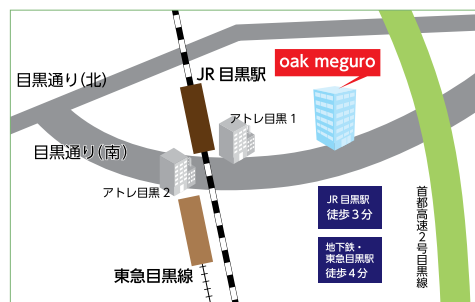 oak meguro
JR 目黒駅
目黒通り(北)
アトレ目黒 1
目黒通り(南)
アトレ目黒 2
JR 目黒駅
徒歩 3 分
首都高速2号目黒線
地下鉄・
東急目黒駅
徒歩 4 分
東急目黒線